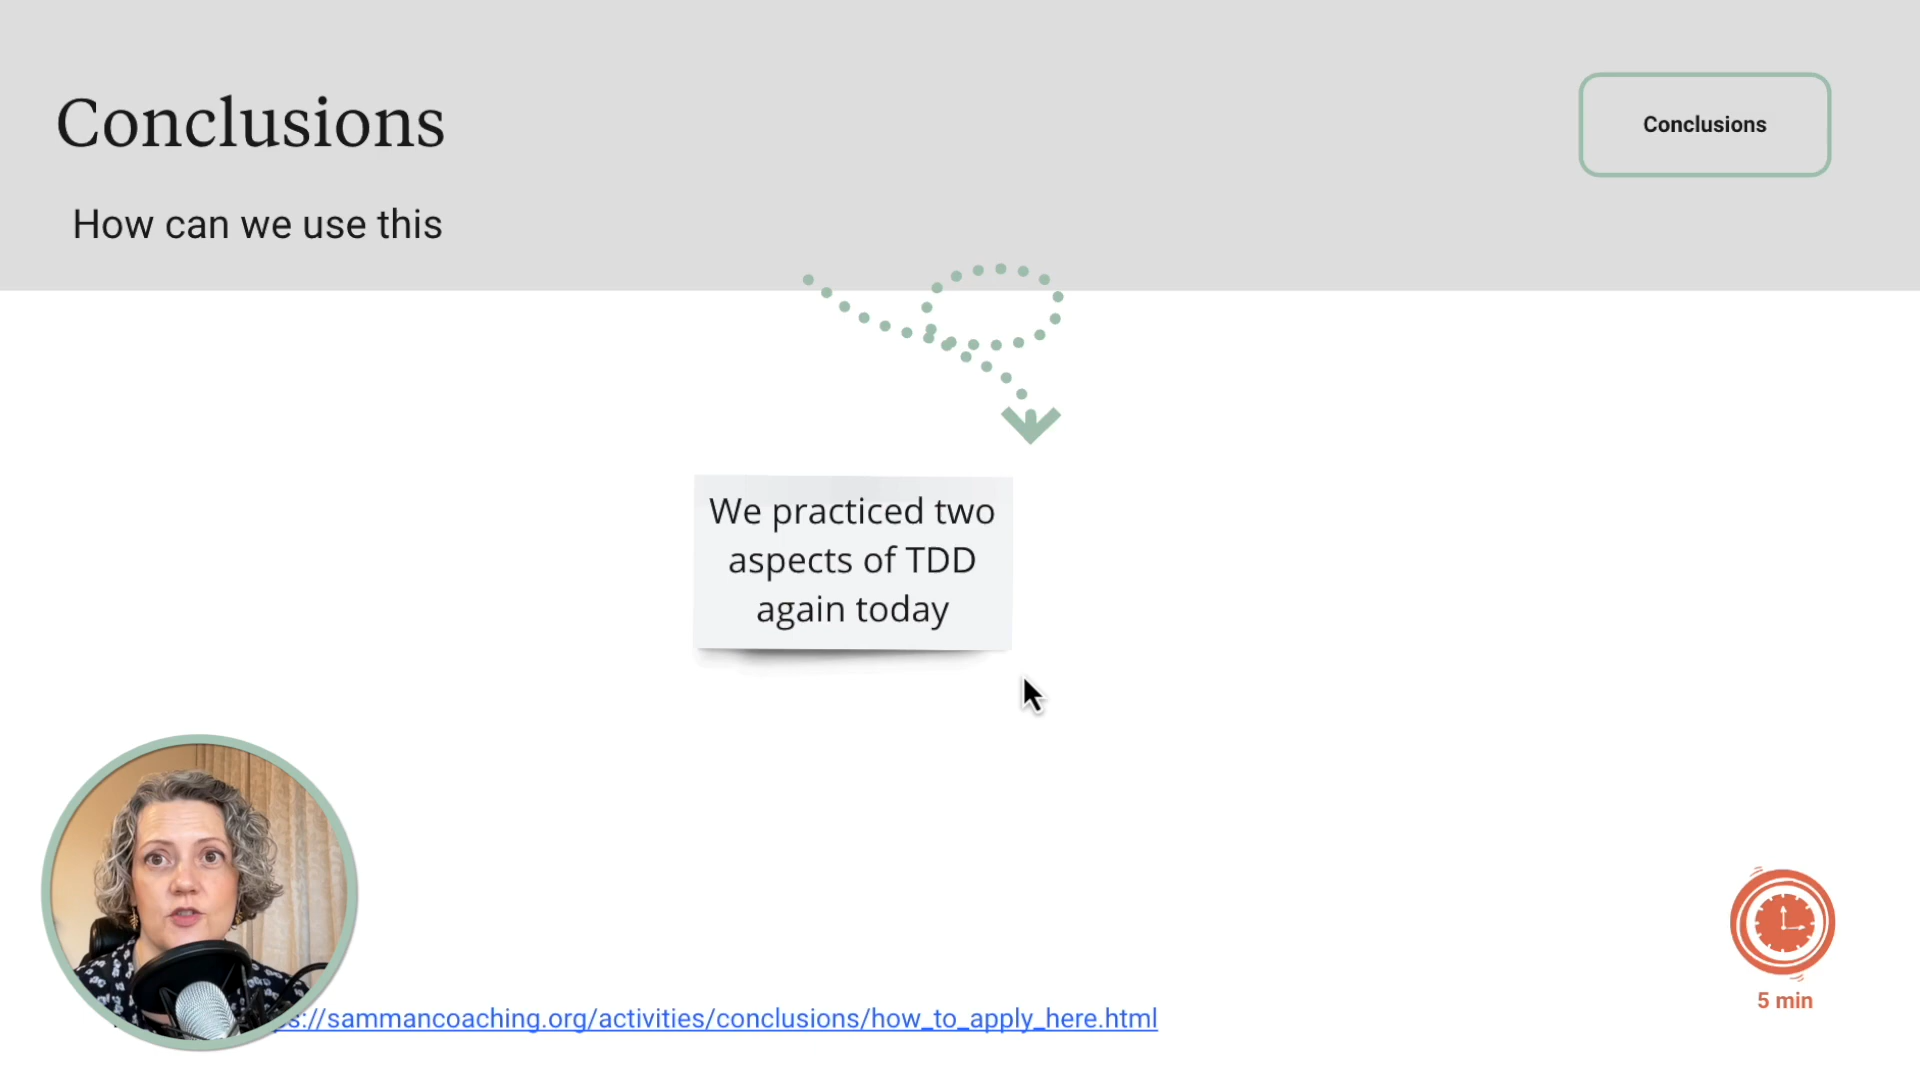 Conclusions
Conclusions
How can we use this
We practiced two
aspects of TDD
again today
s://sammancoaching.org/activities/conclusions/how_to_apply_here.html
5 min